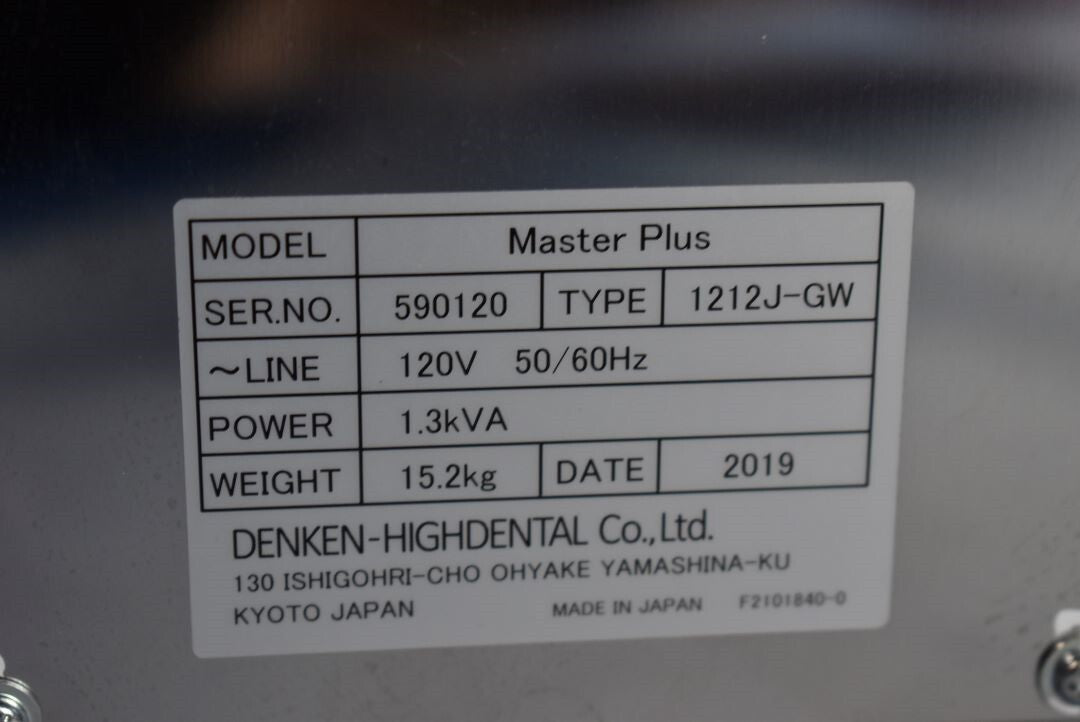 MODEL Master Plus
SER.NO. 590120 TYPE 1212J-GW
～LINE 120V 50/60Hz
POWER 1.3kVA
WEIGHT 15.2kg DATE 2019
DENKEN-HIGHDENTAL Co.,Ltd.
130 ISHIGOHRI-CHO OHYAKE YAMASHINA-KU
KYOTO JAPAN MADE IN JAPAN F2101840-0